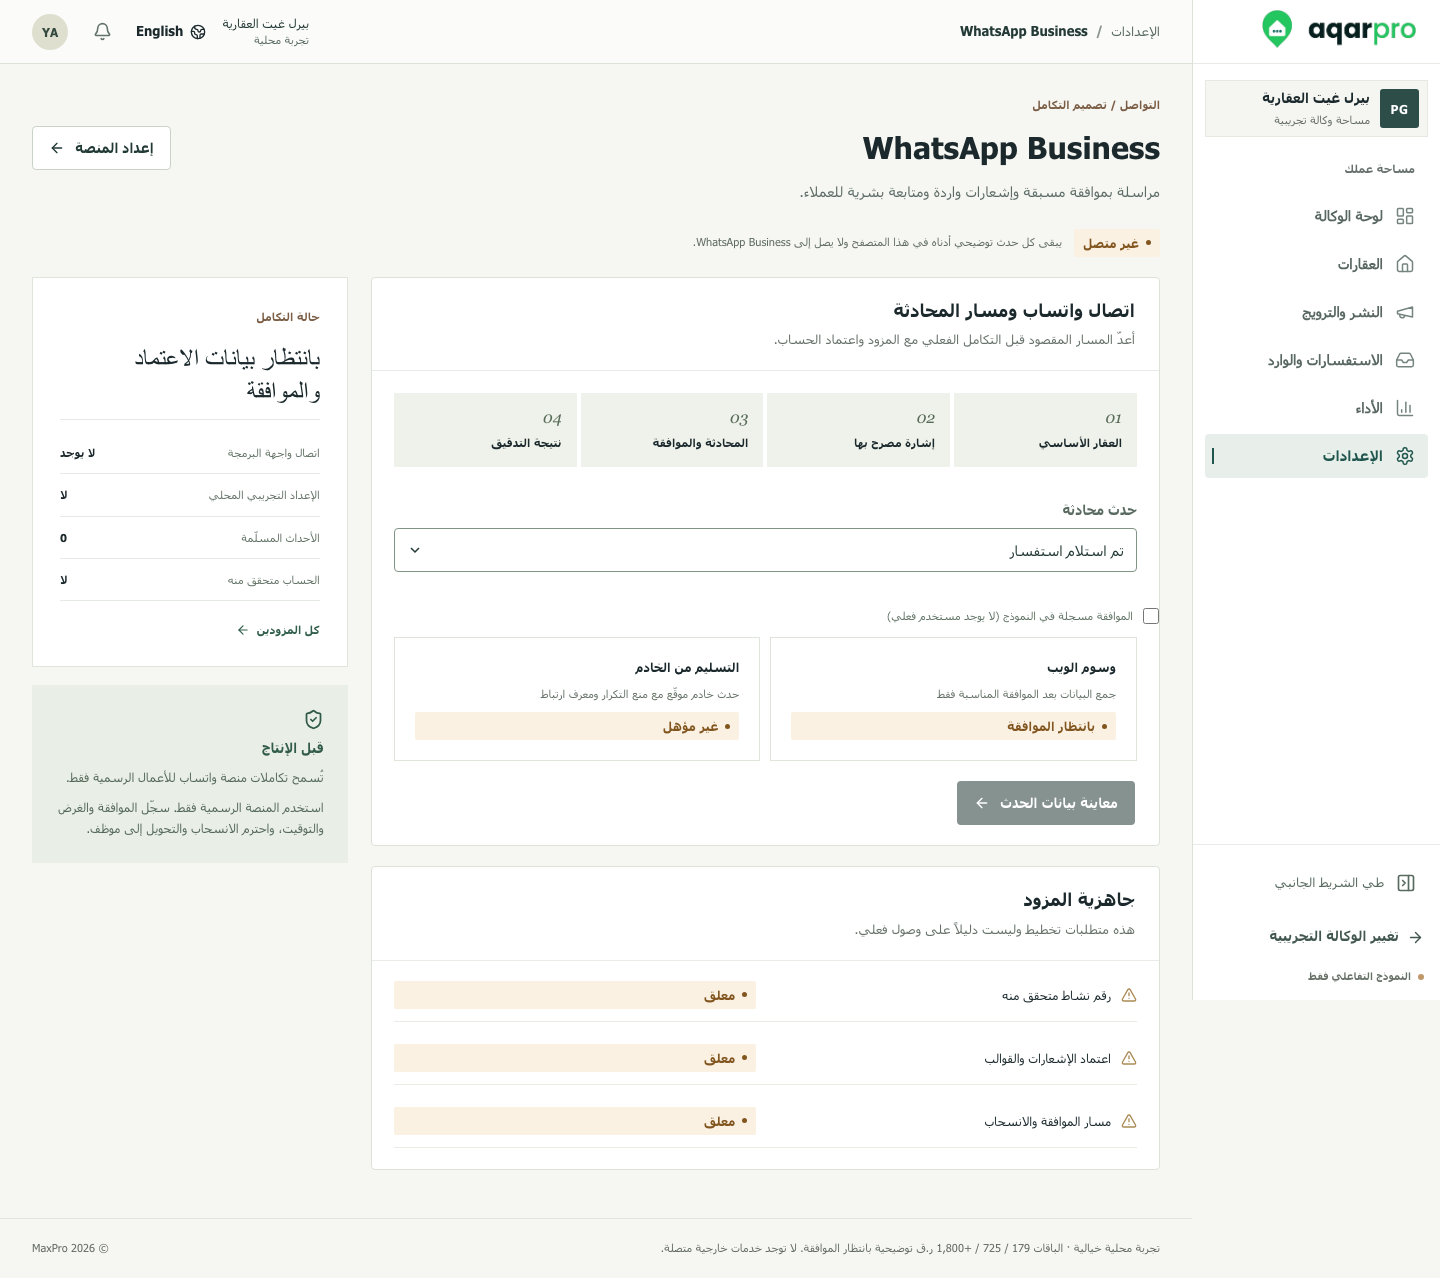 aqarpro
PG
بيرل غيت العقارية
مساحة وكالة تجريبية
مساحة عملك
لوحة الوكالة
العقارات
النشر والترويج
الاستفسارات والوارد
الأداء
الإعدادات
طي الشريط الجانبي
تغيير الوكالة التجريبية
النموذج التفاعلي فقط
الإعدادات / WhatsApp Business
بيرل غيت العقارية
تجربة محلية
English
YA
التواصل / تصميم التكامل
WhatsApp Business
مراسلة بموافقة مسبقة وإشعارات واردة ومتابعة بشرية للعملاء.
إعداد المنصة
غير متصل
يبقى كل حدث توضيحي أدناه في هذا المتصفح ولا يصل إلى WhatsApp Business.
اتصال واتساب ومسار المحادثة
أعدّ المسار المقصود قبل التكامل الفعلي مع المزود واعتماد الحساب.
01
العقار الأساسي
02
إشارة مصرح بها
03
المحادثة والموافقة
04
نتيجة التدقيق
حدث محادثة
تم استلام استفسار
الموافقة مسجلة في النموذج (لا يوجد مستخدم فعلي)
وسوم الويب
جمع البيانات بعد الموافقة المناسبة فقط
بانتظار الموافقة
التسليم من الخادم
حدث خادم موقّع مع منع التكرار ومعرف ارتباط
غير مؤهل
معاينة بيانات الحدث
جاهزية المزود
هذه متطلبات تخطيط وليست دليلاً على وصول فعلي.
رقم نشاط متحقق منه
معلق
اعتماد الإشعارات والقوالب
معلق
مسار الموافقة والانسحاب
معلق
حالة التكامل
بانتظار بيانات الاعتماد
والموافقة
اتصال واجهة البرمجة
لا يوجد
الإعداد التجريبي المحلي
لا
الأحداث المسلّمة
0
الحساب متحقق منه
لا
كل المزودين
قبل الإنتاج
تُسمح تكاملات منصة واتساب للأعمال الرسمية فقط.
استخدم المنصة الرسمية فقط. سجّل الموافقة والغرض
والتوقيت، واحترم الانسحاب والتحويل إلى موظف.
تجربة محلية خيالية · الباقات 179 / 725 / +1,800 ر.ق توضيحية بانتظار الموافقة. لا توجد خدمات خارجية متصلة.
© 2026 MaxPro